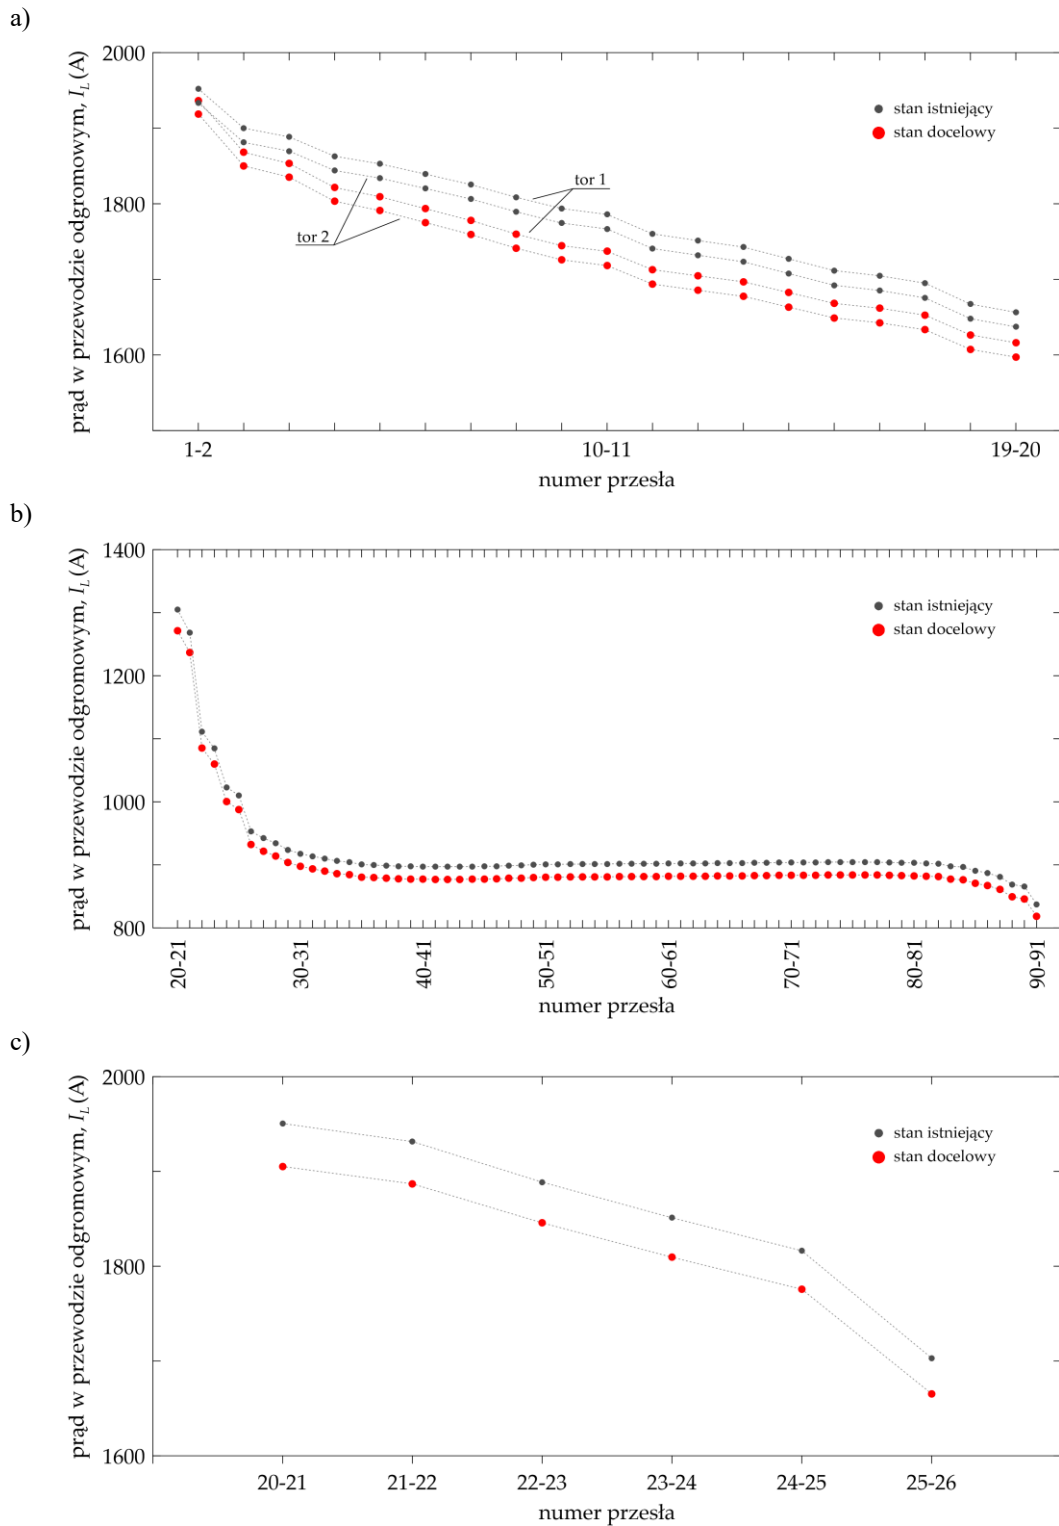 a)
prąd w przewodzie odgromowym, I_L (A)
2000
1800
1600
stan istniejący
stan docelowy
tor 1
tor 2
1-2
10-11
19-20
numer przesła
b)
prąd w przewodzie odgromowym, I_L (A)
1400
1200
1000
800
stan istniejący
stan docelowy
20-21
30-31
40-41
50-51
60-61
70-71
80-81
90-91
numer przesła
c)
prąd w przewodzie odgromowym, I_L (A)
2000
1800
1600
stan istniejący
stan docelowy
20-21
21-22
22-23
23-24
24-25
25-26
numer przesła